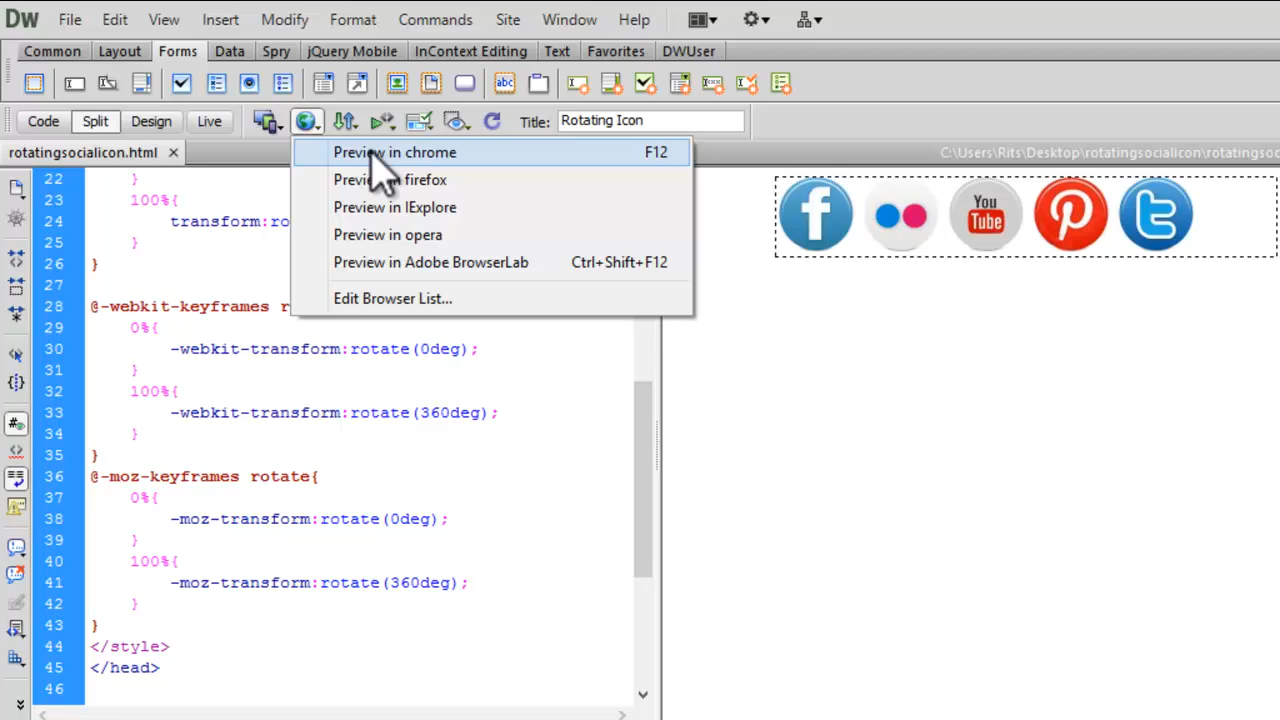 Dw File Edit View Insert Modify Format Commands Site Window Help
Common Layout Forms Data Spry jQuery Mobile InContext Editing Text Favorites DWUser
abc
Code Split Design Live Title: Rotating Icon
rotatingsocialicon.html C:\Users\Rits\Desktop\rotatingsocialicon\rotatingso
Preview in chrome F12
Preview in firefox
Preview in IExplore
Preview in opera
Preview in Adobe BrowserLab Ctrl+Shift+F12
Edit Browser List...
22 }
23 100%{
24 transform:ro
25 }
26 }
27
28 @-webkit-keyframes r
29 0%{
30 -webkit-transform:rotate(0deg);
31 }
32 100%{
33 -webkit-transform:rotate(360deg);
34 }
35 }
36 @-moz-keyframes rotate{
37 0%{
38 -moz-transform:rotate(0deg);
39 }
40 100%{
41 -moz-transform:rotate(360deg);
42 }
43 }
44 </style>
45 </head>
46
f You Tube P t